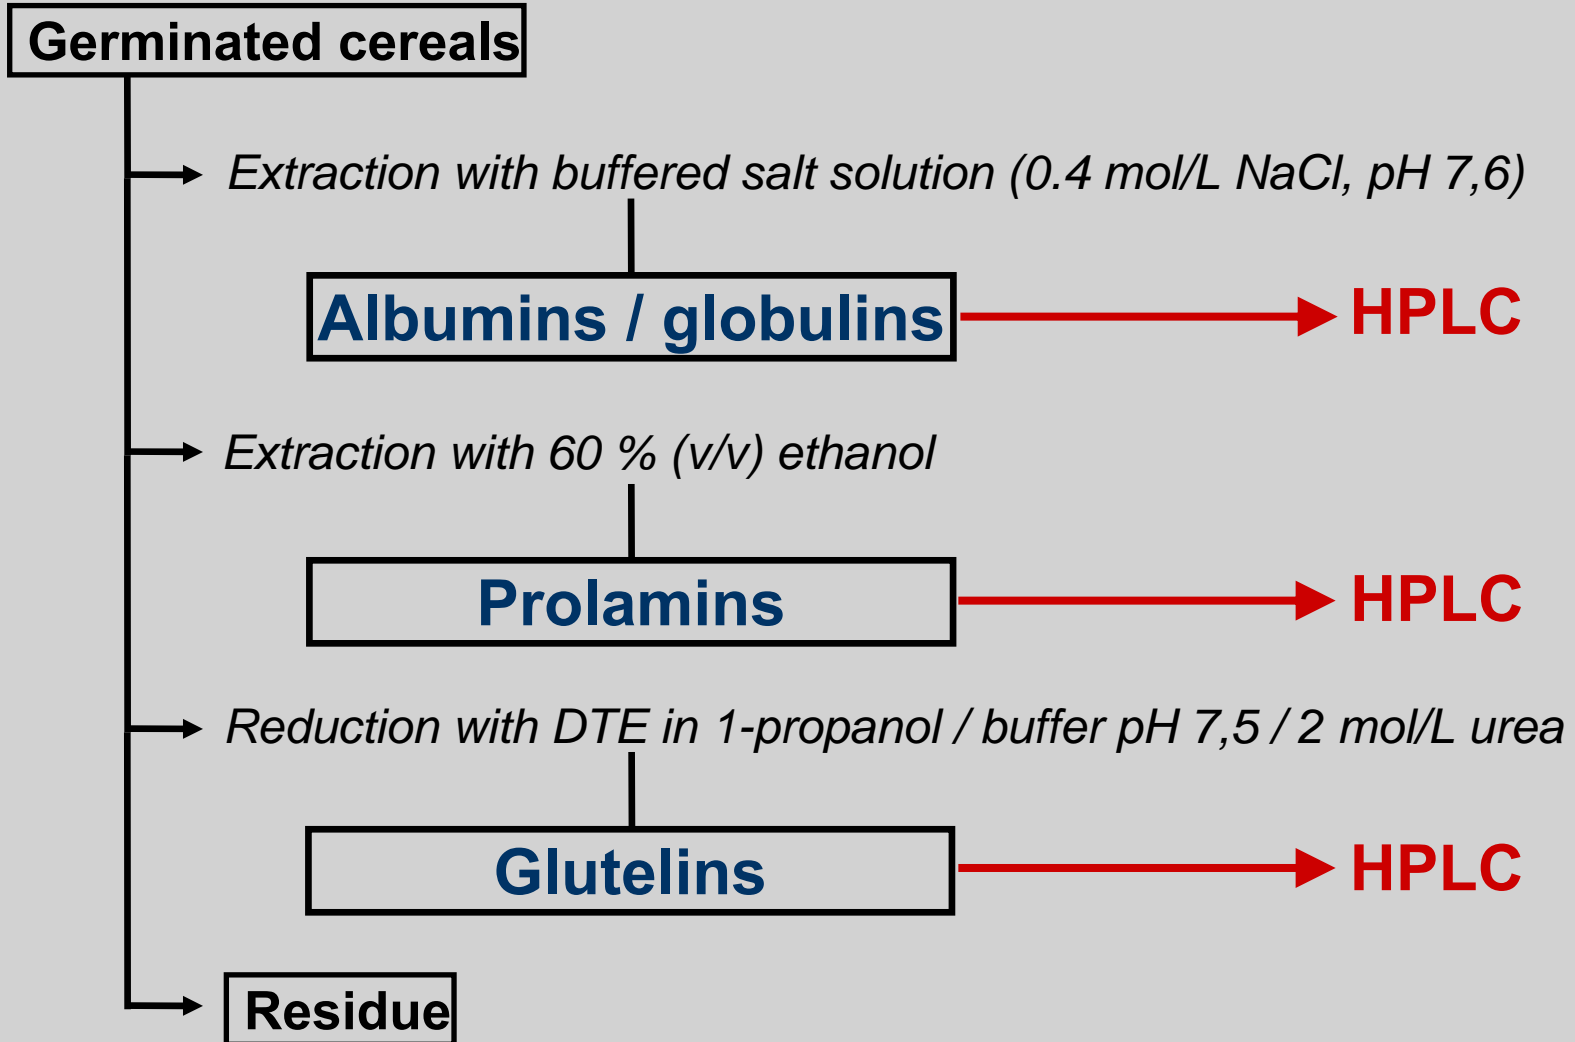 Germinated cereals
Extraction with buffered salt solution (0.4 mol/L NaCl, pH 7,6)
Albumins / globulins
HPLC
Extraction with 60 % (v/v) ethanol
Prolamins
HPLC
Reduction with DTE in 1-propanol / buffer pH 7,5 / 2 mol/L urea
Glutelins
HPLC
Residue